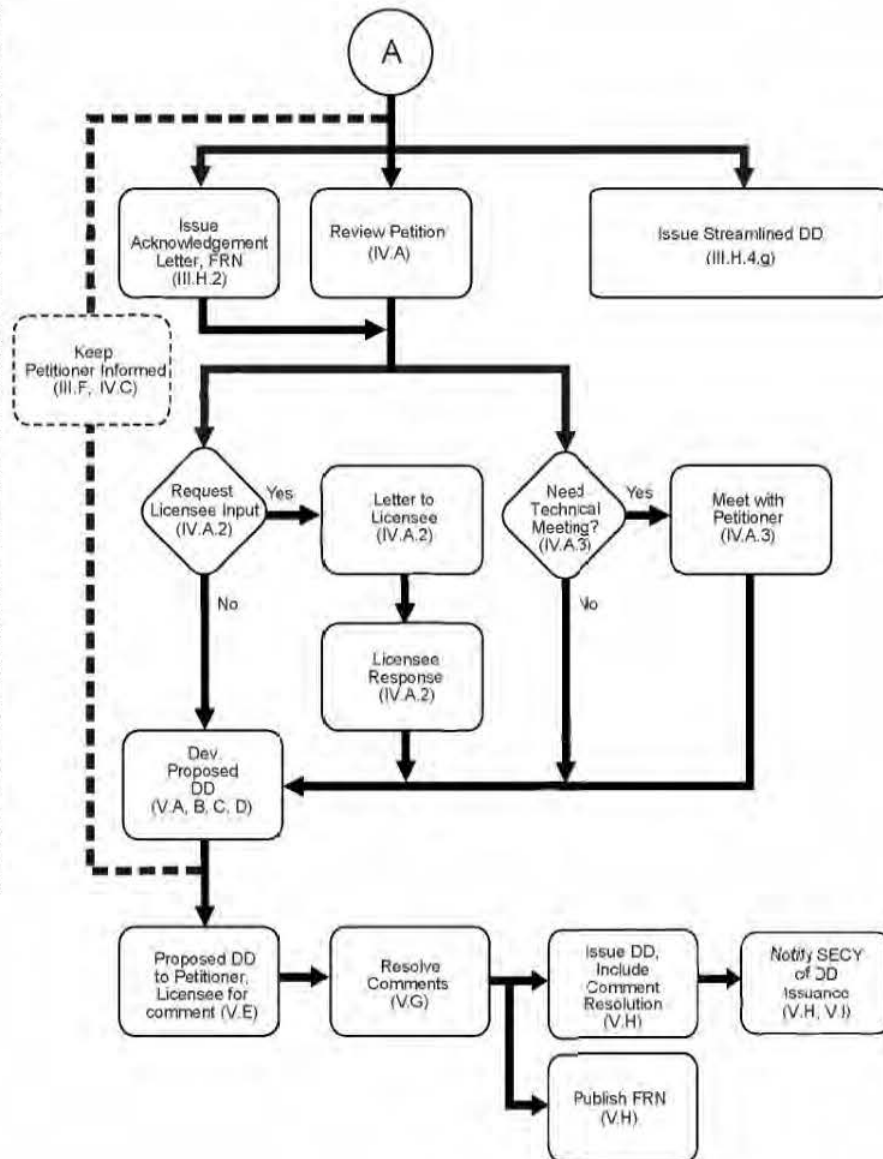 A
Issue
Acknowledgement
Letter, FRN
(III.H.2)
Review Petition
(IV.A)
Issue Streamlined DD
(III.H.4.g)
Keep
Petitioner Informed
(III.F, IV.C)
Request
Licensee Input
(IV.A.2)
Yes
Letter to
Licensee
(IV.A.2)
Need
Technical
Meeting?
(IV.A.3)
Yes
Meet with
Petitioner
(IV.A.3)
No
No
Licensee
Response
(IV.A.2)
Dev.
Proposed
DD
(V.A, B, C, D)
Proposed DD
to Petitioner,
Licensee for
comment (V.E)
Resolve
Comments
(V.G)
Issue DD,
Include
Comment
Resolution
(V.H)
Notify SECY
of DD
Issuance
(V.H, V.I)
Publish FRN
(V.H)